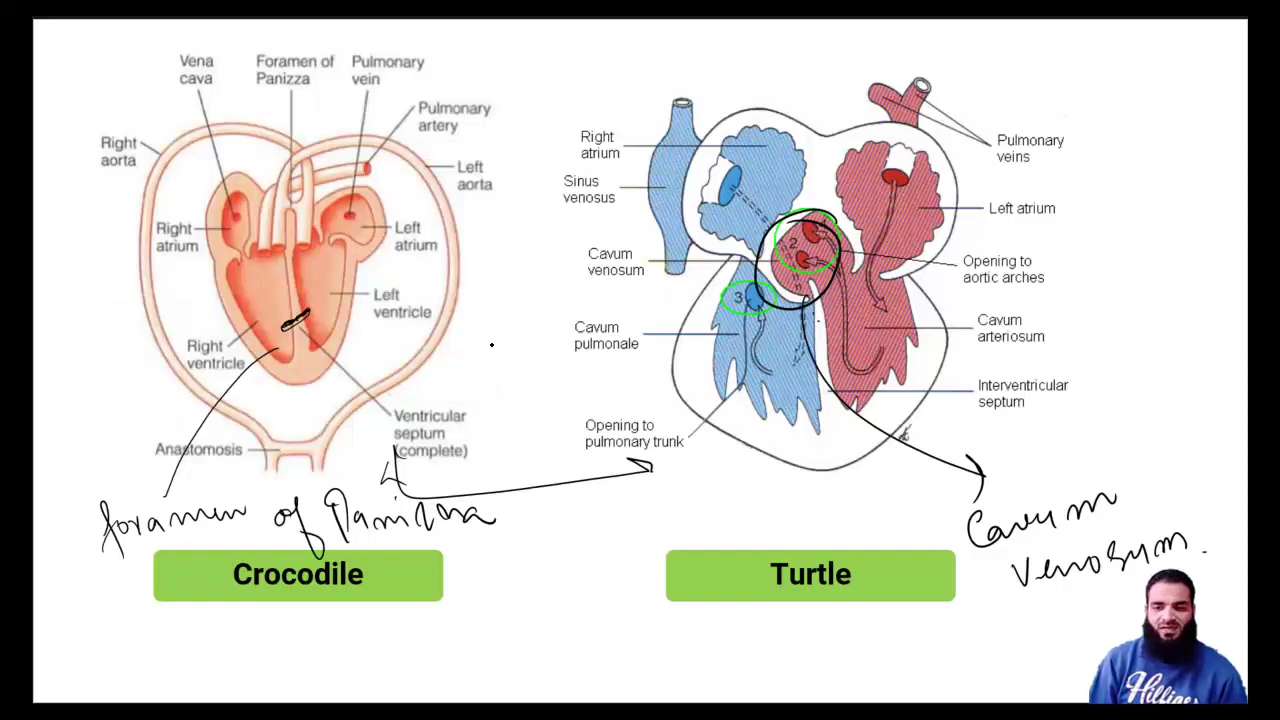 Vena
cava
Foramen of
Panizza
Pulmonary
vein
Pulmonary
artery
Right
aorta
Left
aorta
Right
atrium
Left
atrium
Left
ventricle
Right
ventricle
Ventricular
septum
(complete)
Anastomosis
foramen of Panizza
Crocodile
Right
atrium
Sinus
venosus
Cavum
venosum
Cavum
pulmonale
Opening to
pulmonary trunk
2
3
Pulmonary
veins
Left atrium
Opening to
aortic arches
Cavum
arteriosum
Interventricular
septum
Cavum
venosum.
Turtle